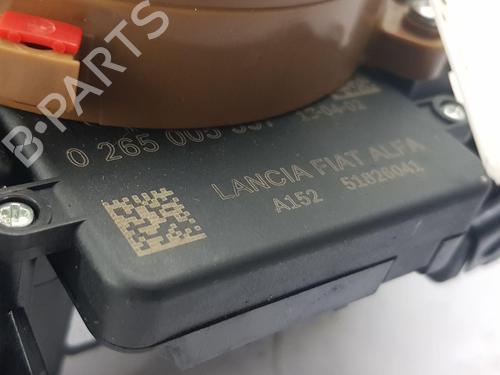 B-PARTS
0 265 005
LANCIA FIAT ALFA
A152 51826041